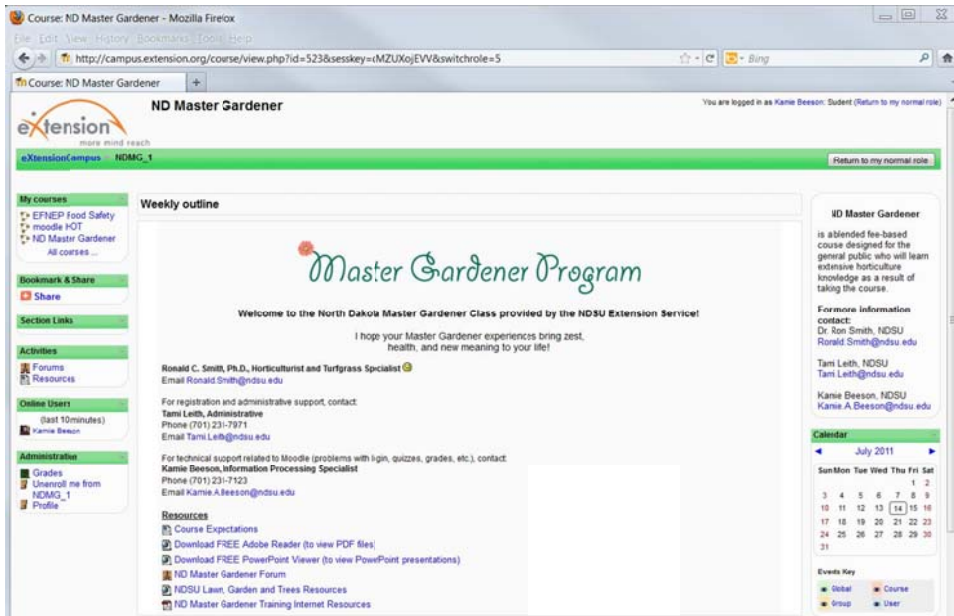 Course: ND Master Gardener - Mozilla Firefox
File Edit View History Bookmarks Tools Help
http://campus.extension.org/course/view.php?id=523&sesskey=cMZUXojEVV&switchrole=5
Bing
Course: ND Master Gardener
eXtension
more mind reach
ND Master Gardener
You are logged in as Kamie Beeson: Sudent (Return to my normal role)
eXtensionCampus NDMG_1
Return to my normal role
My courses
EFNEP Food Safety
moodle HOT
ND Master Gardener
All courses ...
Bookmark & Share
Share
Section Links
Activities
Forums
Resources
Online Users
(last 10minutes)
Kamie Beeson
Administration
Grades
Unenroll me from
NDMG_1
Profile
Weekly outline
Master Gardener Program
Welcome to the North Dakota Master Gardener Class provided by the NDSU Extension Service!
I hope your Master Gardener experiences bring zest,
health, and new meaning to your life!
Ronald C. Smith, Ph.D., Horticulturist and Turfgrass Specialist
Email Ronald.Smith@ndsu.edu
For registration and administrative support, contact:
Tami Leith, Administrative
Phone (701) 231-7971
Email Tami.Leith@ndsu.edu
For technical support related to Moodle (problems with login, quizzes, grades, etc.), contact:
Kamie Beeson, Information Processing Specialist
Phone (701) 231-7123
Email Kamie.A.Beeson@ndsu.edu
Resources
Course Expectations
Download FREE Adobe Reader (to view PDF files)
Download FREE PowerPoint Viewer (to view PowerPoint presentations)
ND Master Gardener Forum
NDSU Lawn, Garden and Trees Resources
ND Master Gardener Training Internet Resources
ND Master Gardener
is a blended fee-based
course designed for the
general public who will learn
extensive horticulture
knowledge as a result of
taking the course.
For more information
contact:
Dr. Ron Smith, NDSU
Ronald.Smith@ndsu.edu
Tami Leith, NDSU
Tami.Leith@ndsu.edu
Kamie Beeson, NDSU
Kamie.A.Beeson@ndsu.edu
Calendar
July 2011
Sun Mon Tue Wed Thu Fri Sat
1 2
3 4 5 6 7 8 9
10 11 12 13 14 15 16
17 18 19 20 21 22 23
24 25 26 27 28 29 30
31
Events Key
Global Course
Group User